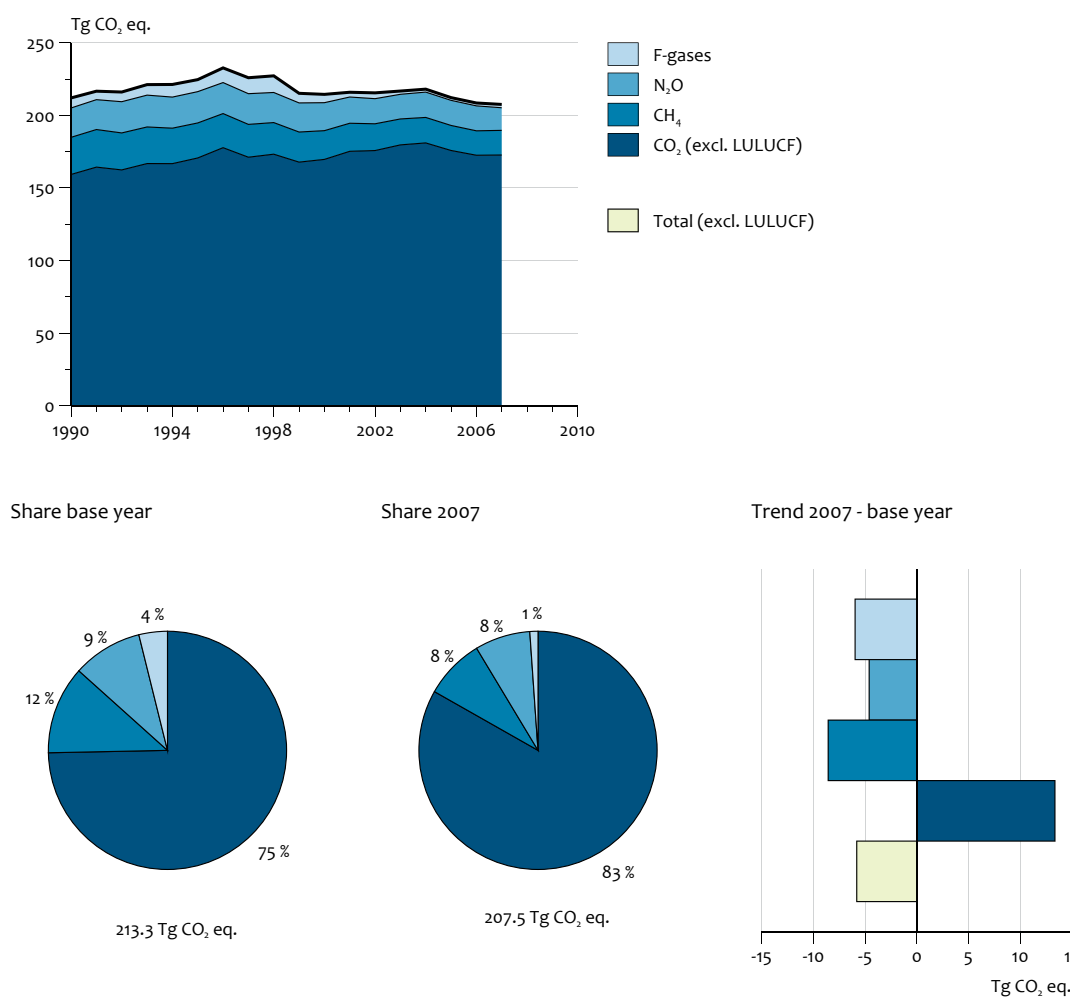 Tg CO₂ eq.
250
200
150
100
50
0
1990 1994 1998 2002 2006 2010
F-gases
N₂O
CH₄
CO₂ (excl. LULUCF)
Total (excl. LULUCF)
Share base year
4 %
9 %
12 %
75 %
213.3 Tg CO₂ eq.
Share 2007
1 %
8 %
8 %
83 %
207.5 Tg CO₂ eq.
Trend 2007 - base year
-15 -10 -5 0 5 10 1
Tg CO₂ eq.